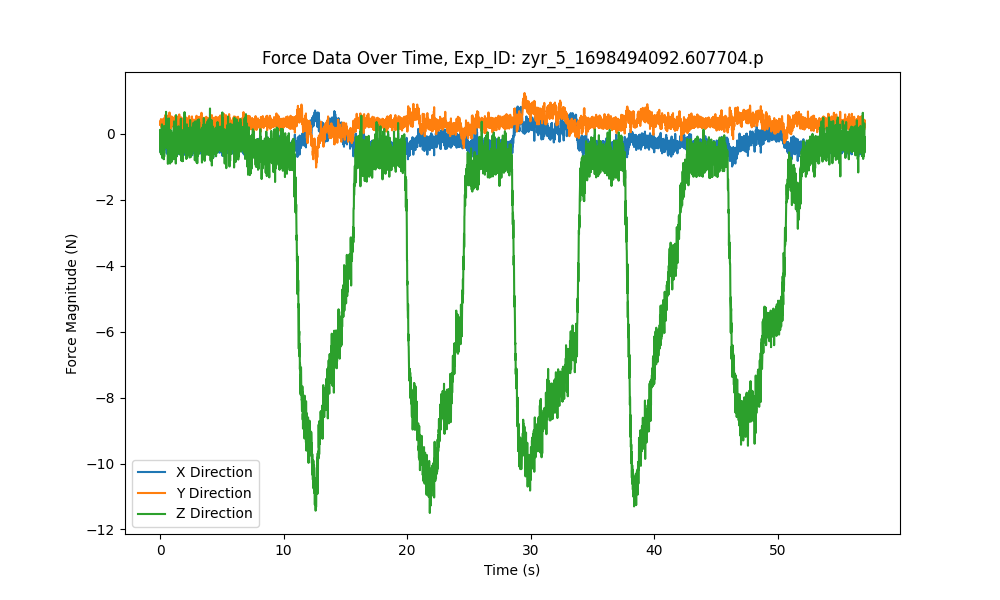 Force Data Over Time, Exp_ID: zyr_5_1698494092.607704.p
Force Magnitude (N)
0
−2
−4
−6
−8
−10
−12
X Direction
Y Direction
Z Direction
0 10 20 30 40 50
Time (s)